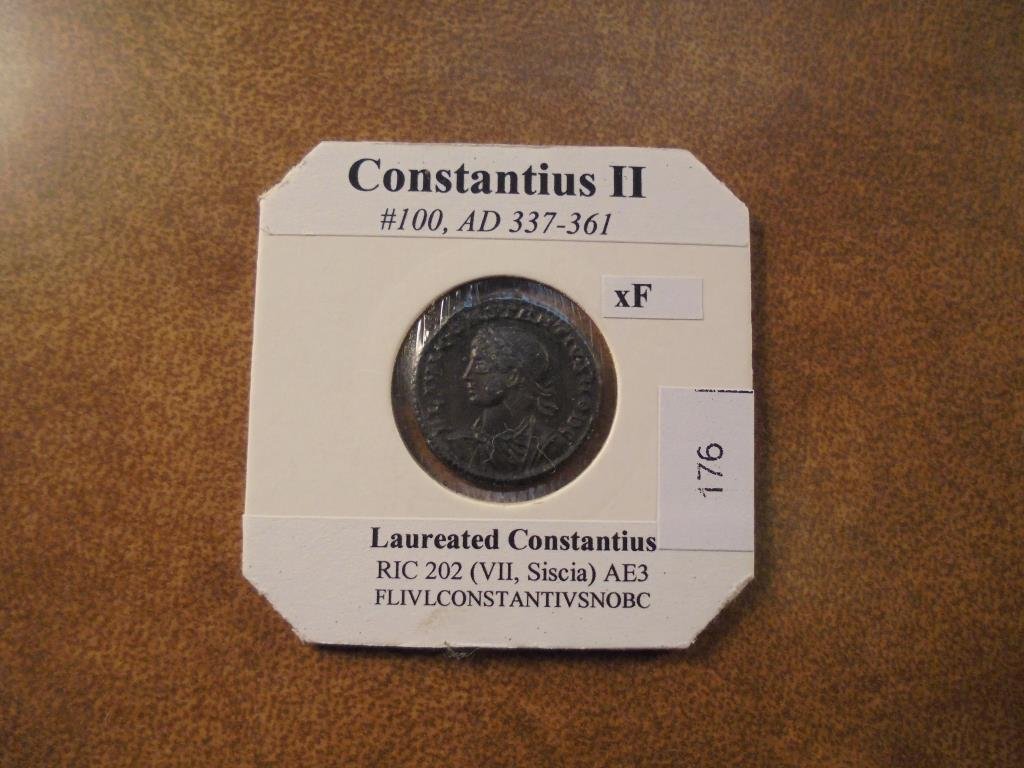 Constantius II
#100, AD 337-361
xF
176
Laureated Constantius
RIC 202 (VII, Siscia) AE3
FLIVLCONSTANTIVSNOBC